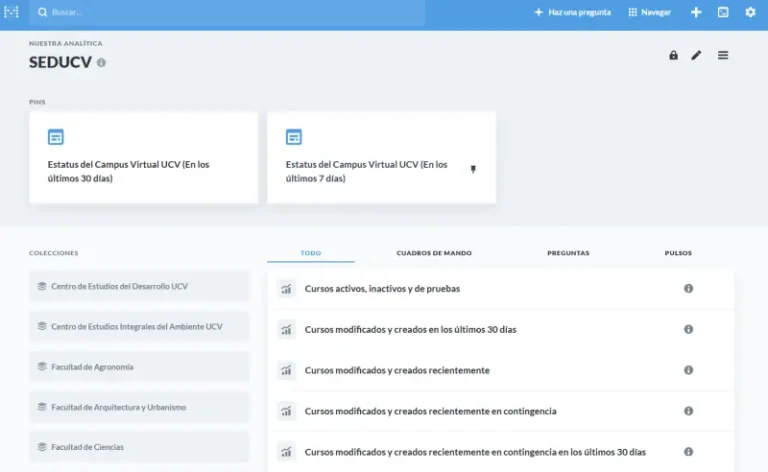 Buscar...
Haz una pregunta
Navegar
NUESTRA ANALÍTICA
SEDUCV
PINS
Estatus del Campus Virtual UCV (En los
últimos 30 días)
Estatus del Campus Virtual UCV (En los
últimos 7 días)
COLECCIONES
Centro de Estudios del Desarrollo UCV
Centro de Estudios Integrales del Ambiente UCV
Facultad de Agronomía
Facultad de Arquitectura y Urbanismo
Facultad de Ciencias
TODO
CUADROS DE MANDO
PREGUNTAS
PULSOS
Cursos activos, inactivos y de pruebas
Cursos modificados y creados en los últimos 30 días
Cursos modificados y creados recientemente
Cursos modificados y creados recientemente en contingencia
Cursos modificados y creados recientemente en contingencia en los últimos 30 días